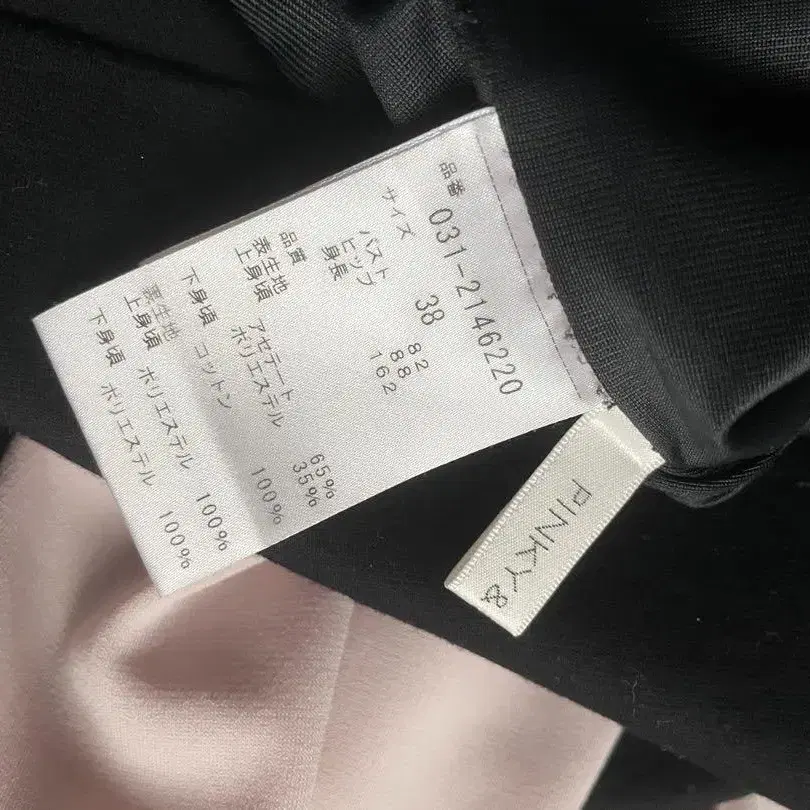 品番 031-2146220
サイズ 38
バスト 82
ヒップ 88
身長 162
品質
表生地
上身頃 アセテート 65%
ポリエステル 35%
下身頃 コットン 100%
裏生地
上身頃 ポリエステル 100%
下身頃 ポリエステル 100%
PINKY&